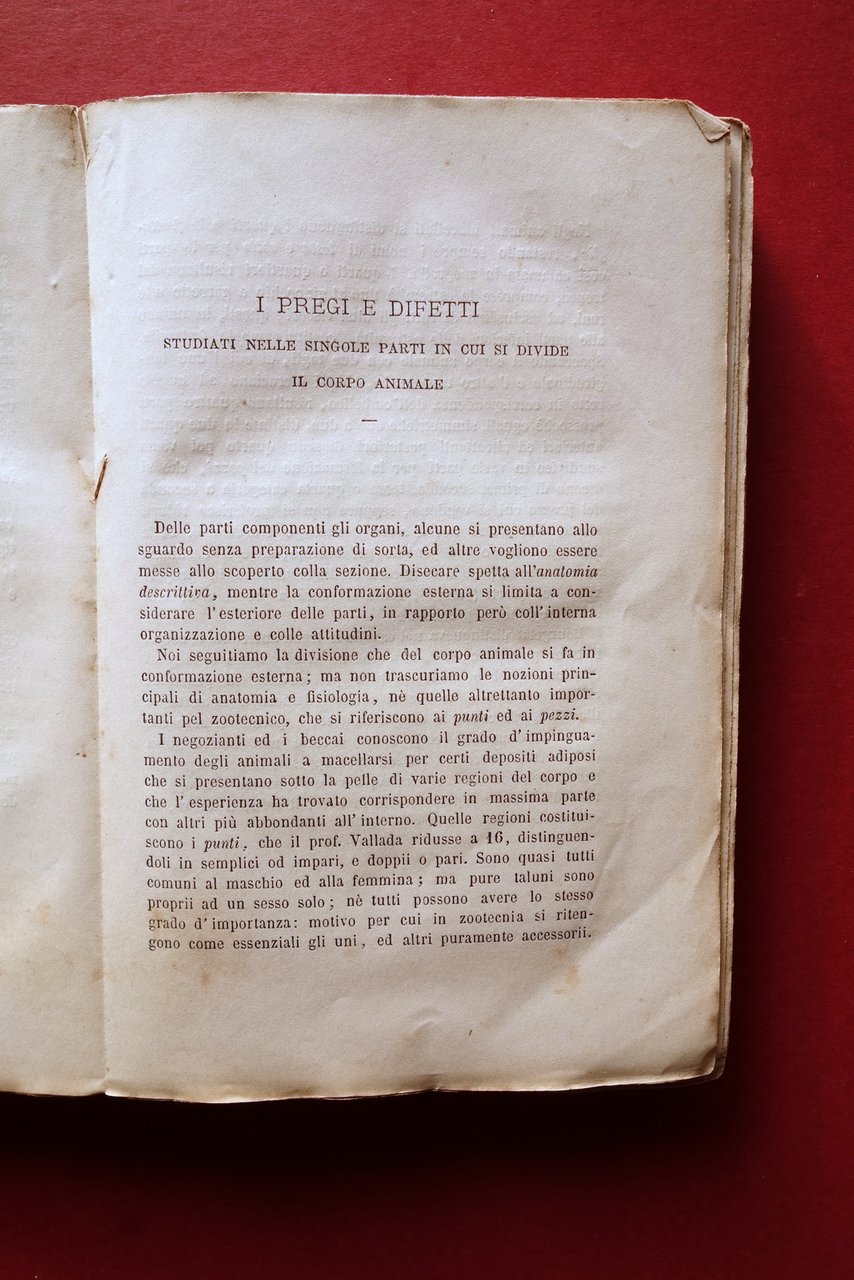 I PREGI E DIFETTI
STUDIATI NELLE SINGOLE PARTI IN CUI SI DIVIDE
IL CORPO ANIMALE
—
Delle parti componenti gli organi, alcune si presentano allo
sguardo senza preparazione di sorta, ed altre vogliono essere
messe allo scoperto colla sezione. Disecare spetta all'anatomia
descrittiva, mentre la conformazione esterna si limita a con-
siderare l'esteriore delle parti, in rapporto però coll'interna
organizzazione e colle attitudini.
Noi seguitiamo la divisione che del corpo animale si fa in
conformazione esterna; ma non trascuriamo le nozioni prin-
cipali di anatomia e fisiologia, nè quelle altrettanto impor-
tanti pel zootecnico, che si riferiscono ai punti ed ai pezzi.
I negozianti ed i beccai conoscono il grado d'impingua-
mento degli animali a macellarsi per certi depositi adiposi
che si presentano sotto la pelle di varie regioni del corpo e
che l'esperienza ha trovato corrispondere in massima parte
con altri più abbondanti all'interno. Quelle regioni costitui-
scono i punti, che il prof. Vallada ridusse a 16, distinguen-
doli in semplici od impari, e doppii o pari. Sono quasi tutti
comuni al maschio ed alla femmina; ma pure taluni sono
proprii ad un sesso solo; nè tutti possono avere lo stesso
grado d'importanza: motivo per cui in zootecnia si riten-
gono come essenziali gli uni, ed altri puramente accessorii.